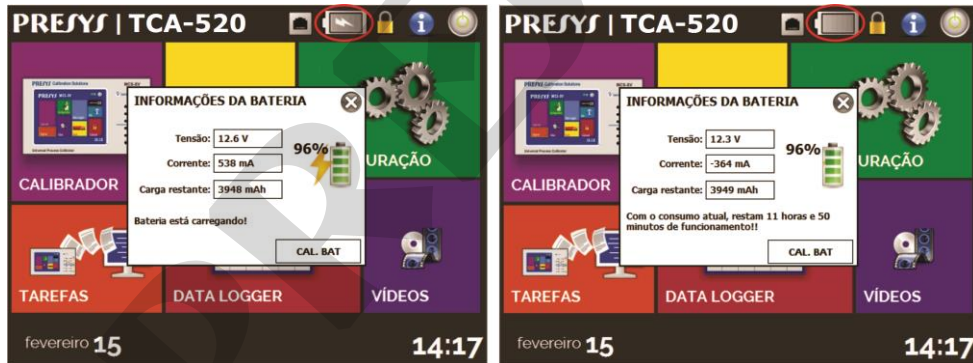 PRESYS | TCA-520
INFORMAÇÕES DA BATERIA
Tensão: 12.6 V
96%
Corrente: 538 mA
Carga restante: 3948 mAh
Bateria está carregando!
CAL. BAT
URAÇÃO
CALIBRADOR
TAREFAS
DATA LOGGER
VÍDEOS
fevereiro 15
14:17
PRESYS | TCA-520
INFORMAÇÕES DA BATERIA
Tensão: 12.3 V
96%
Corrente: -364 mA
Carga restante: 3949 mAh
Com o consumo atual, restam 11 horas e 50
minutos de funcionamento!!
CAL. BAT
URAÇÃO
CALIBRADOR
TAREFAS
DATA LOGGER
VÍDEOS
fevereiro 15
14:17